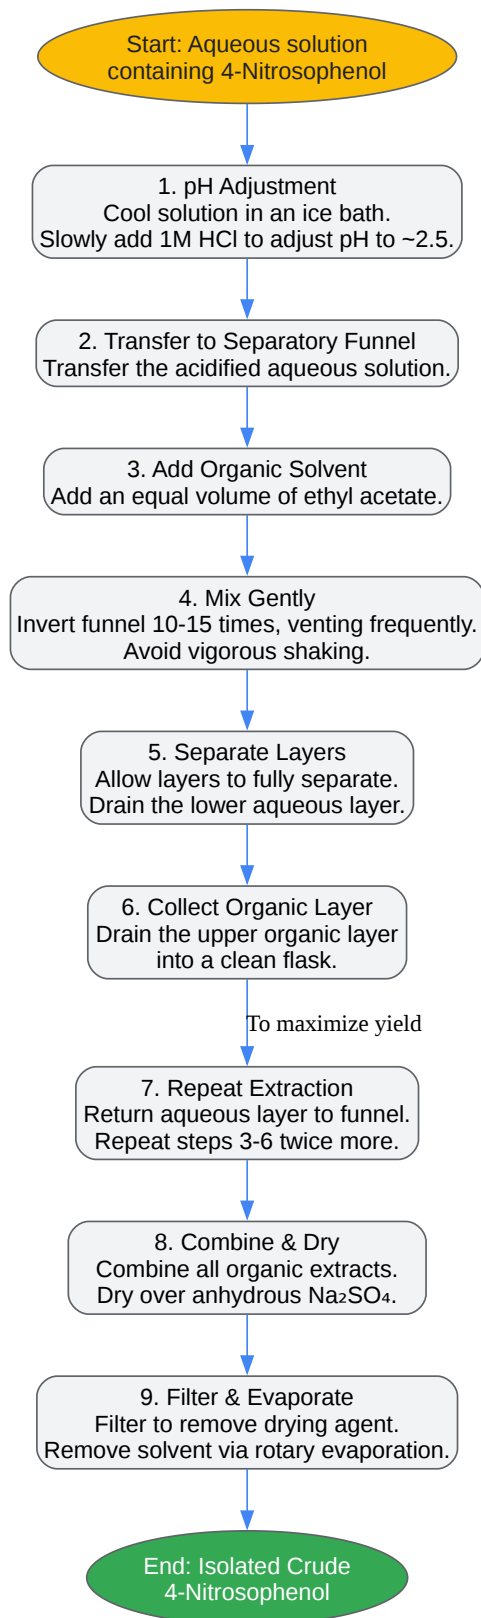 Start: Aqueous solution
containing 4-Nitrosophenol
1. pH Adjustment
Cool solution in an ice bath.
Slowly add 1M HCl to adjust pH to ~2.5.
2. Transfer to Separatory Funnel
Transfer the acidified aqueous solution.
3. Add Organic Solvent
Add an equal volume of ethyl acetate.
4. Mix Gently
Invert funnel 10-15 times, venting frequently.
Avoid vigorous shaking.
5. Separate Layers
Allow layers to fully separate.
Drain the lower aqueous layer.
6. Collect Organic Layer
Drain the upper organic layer
into a clean flask.
To maximize yield
7. Repeat Extraction
Return aqueous layer to funnel.
Repeat steps 3-6 twice more.
8. Combine & Dry
Combine all organic extracts.
Dry over anhydrous Na₂SO₄.
9. Filter & Evaporate
Filter to remove drying agent.
Remove solvent via rotary evaporation.
End: Isolated Crude
4-Nitrosophenol